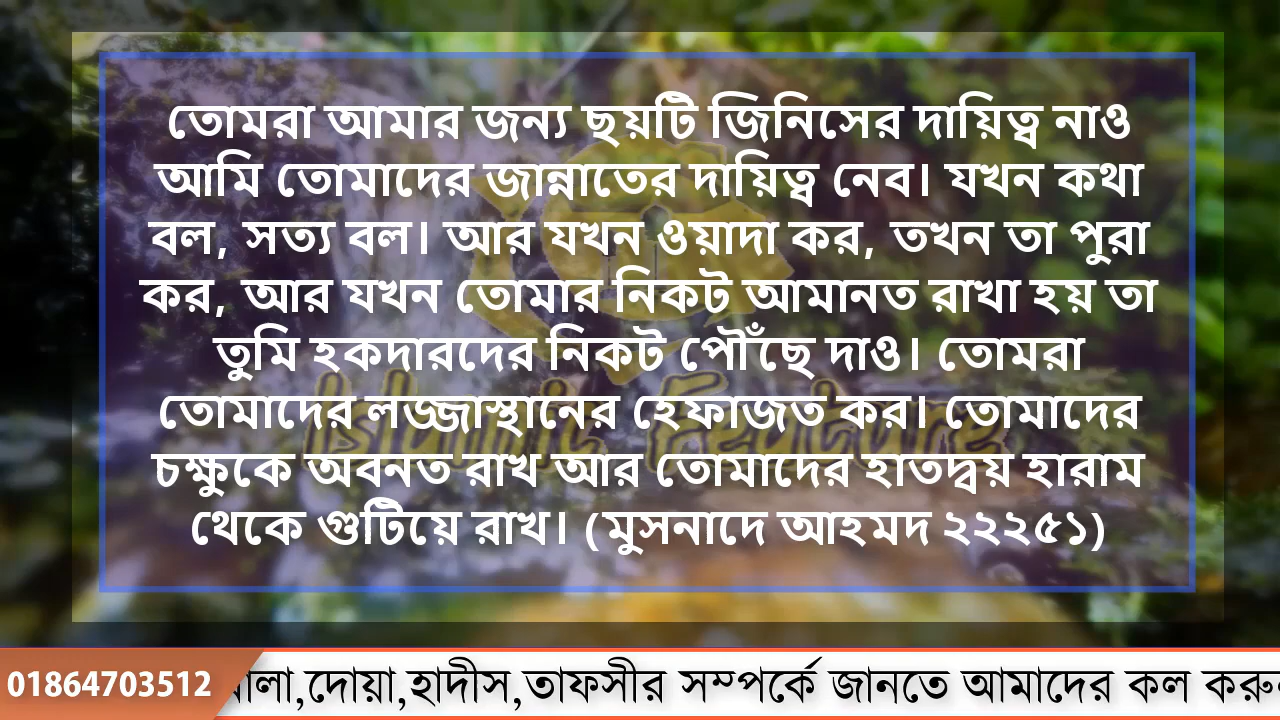 তোমরা আমার জন্য ছয়টি জিনিসের দায়িত্ব নাও
আমি তোমাদের জান্নাতের দায়িত্ব নেব। যখন কথা
বল, সত্য বল। আর যখন ওয়াদা কর, তখন তা পুরা
কর, আর যখন তোমার নিকট আমানত রাখা হয় তা
তুমি হকদারদের নিকট পৌঁছে দাও। তোমরা
তোমাদের লজ্জাস্থানের হেফাজত কর। তোমাদের
চক্ষুকে অবনত রাখ আর তোমাদের হাতদ্বয় হারাম
থেকে গুটিয়ে রাখ। (মুসনাদে আহমদ ২২২৫১)
01864703512 দোয়া,হাদীস,তাফসীর সম্পর্কে জানতে আমাদের কল